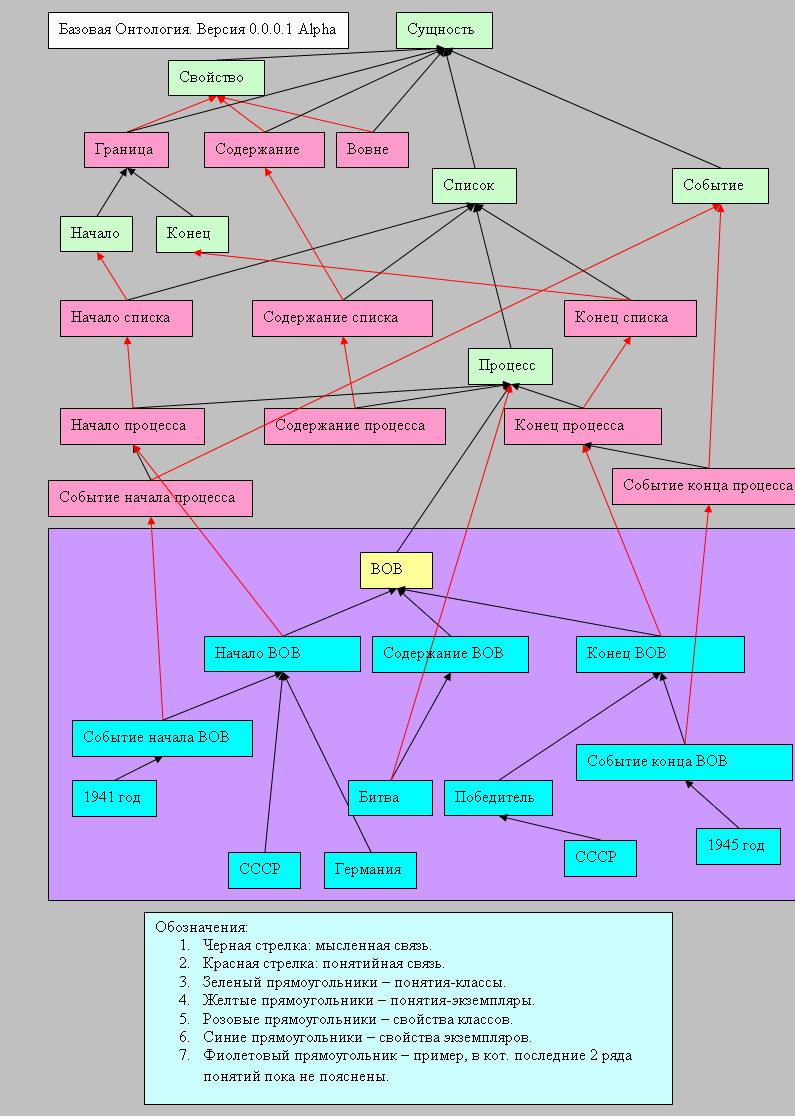 Базовая Онтология. Версия 0.0.0.1 Alpha
Сущность
Свойство
Граница
Содержание
Вовне
Список
Событие
Начало
Конец
Начало списка
Содержание списка
Конец списка
Процесс
Начало процесса
Содержание процесса
Конец процесса
Событие начала процесса
Событие конца процесса
ВОВ
Начало ВОВ
Содержание ВОВ
Конец ВОВ
Событие начала ВОВ
Событие конца ВОВ
1941 год
Битва
Победитель
1945 год
СССР
Германия
СССР
Обозначения:
1. Черная стрелка: мысленная связь.
2. Красная стрелка: понятийная связь.
3. Зеленый прямоугольники – понятия-классы.
4. Желтые прямоугольники – понятия-экземпляры.
5. Розовые прямоугольники – свойства классов.
6. Синие прямоугольники – свойства экземпляров.
7. Фиолетовый прямоугольник – пример, в кот. последние 2 ряда
понятий пока не пояснены.